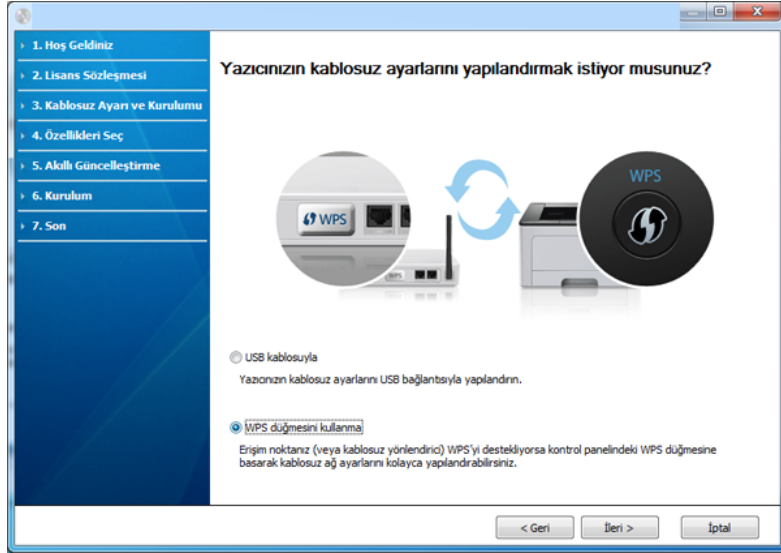 1. Hoş Geldiniz
2. Lisans Sözleşmesi
3. Kablosuz Ayarı ve Kurulumu
4. Özellikleri Seç
5. Akıllı Güncelleştirme
6. Kurulum
7. Son
Yazıcınızın kablosuz ayarlarını yapılandırmak istiyor musunuz?
WPS
WPS
WPS
USB kablosuyla
Yazıcınızın kablosuz ayarlarını USB bağlantısıyla yapılandırın.
WPS düğmesini kullanma
Erişim noktanız (veya kablosuz yönlendirici) WPS'yi destekliyorsa kontrol panelindeki WPS düğmesine
basarak kablosuz ağ ayarlarını kolayca yapılandırabilirsiniz.
< Geri
İleri >
İptal